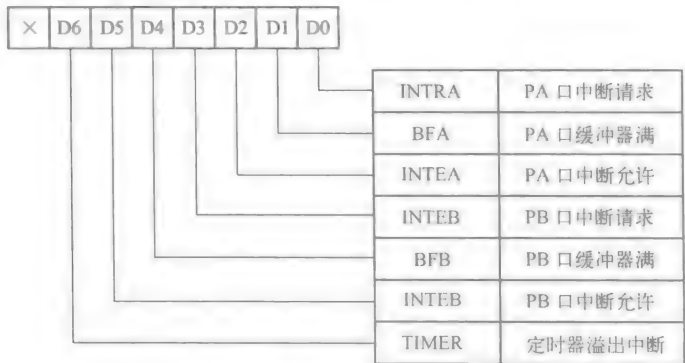 × D6 D5 D4 D3 D2 D1 D0
INTRA PA 口中断请求
BFA PA 口缓冲器满
INTEA PA 口中断允许
INTEB PB 口中断请求
BFB PB 口缓冲器满
INTEB PB 口中断允许
TIMER 定时器溢出中断